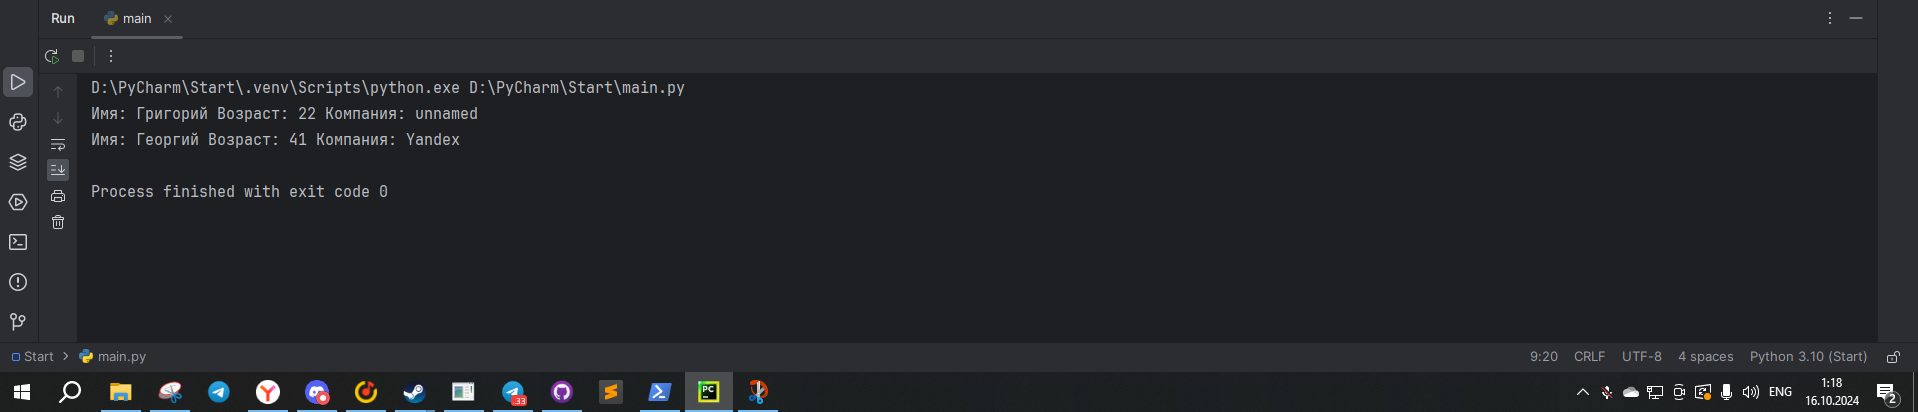 Run main
D:\PyCharm\Start\.venv\Scripts\python.exe D:\PyCharm\Start\main.py
Имя: Григорий Возраст: 22 Компания: unnamed
Имя: Георгий Возраст: 41 Компания: Yandex
Process finished with exit code 0
Start main.py 9:20 CRLF UTF-8 4 spaces Python 3.10 (Start)
33 PC ENG 1:18
16.10.2024 2